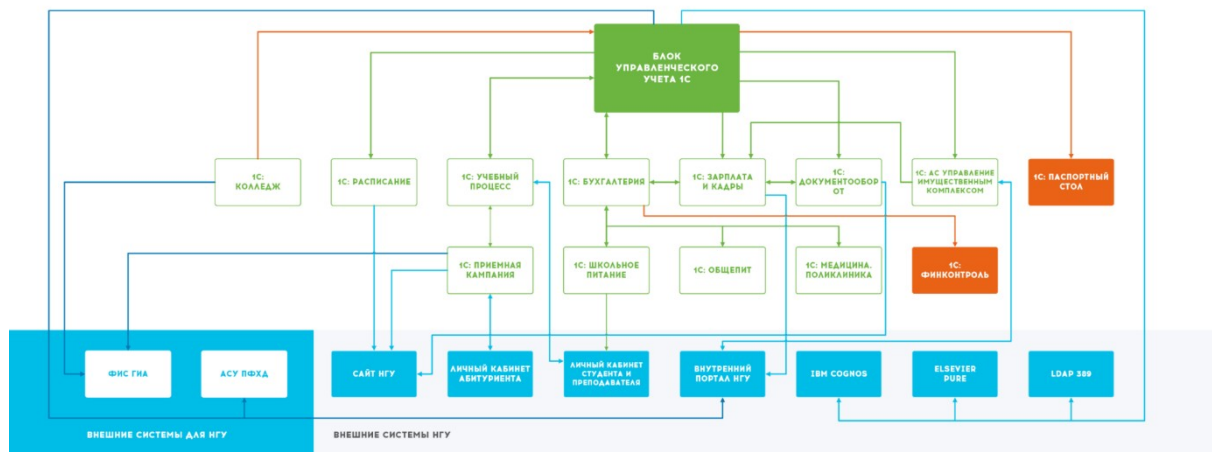 БЛОК
УПРАВЛЕНЧЕСКОГО
УЧЕТА 1С
1С:
КОЛЛЕДЖ
1С: РАСПИСАНИЕ
1С: УЧЕБНЫЙ
ПРОЦЕСС
1С: БУХГАЛТЕРИЯ
1С: ЗАРПЛАТА
И КАДРЫ
1С:
ДОКУМЕНТООБОР
ОТ
1С: АС УПРАВЛЕНИЕ
ИМУЩЕСТВЕННЫМ
КОМПЛЕКСОМ
1С: ПАСПОРТНЫЙ
СТОЛ
1С: ПРИЕМНАЯ
КАМПАНИЯ
1С: ШКОЛЬНОЕ
ПИТАНИЕ
1С: ОБЩЕПИТ
1С: МЕДИЦИНА.
ПОЛИКЛИНИКА
1С:
ФИНКОНТРОЛЬ
ФИС ГИА
АСУ ПФХД
САЙТ НГУ
ЛИЧНЫЙ КАБИНЕТ
АБИТУРИЕНТА
ЛИЧНЫЙ КАБИНЕТ
СТУДЕНТА И
ПРЕПОДАВАТЕЛЯ
ВНУТРЕННИЙ
ПОРТАЛ НГУ
IBM COGNOS
ELSEVIER
PURE
LDAP 389
ВНЕШНИЕ СИСТЕМЫ ДЛЯ НГУ
ВНЕШНИЕ СИСТЕМЫ НГУ